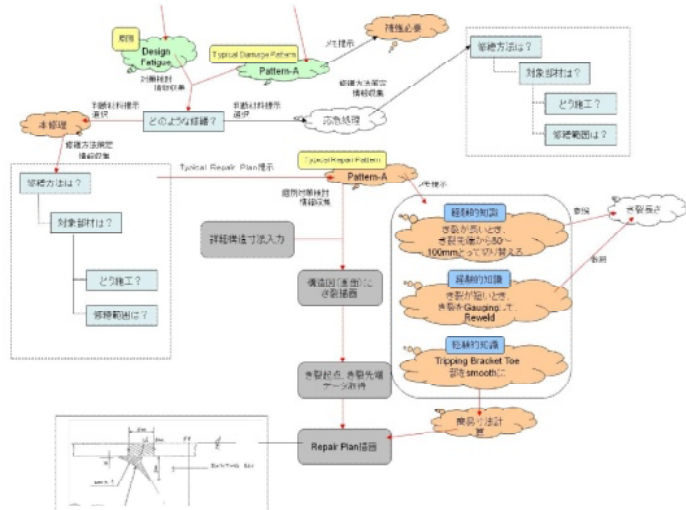 原因
Design
Fatigue
Typical Damage Pattern
Pattern-A
メモ提示
補強必要
対策検討
情報収集
判断材料提示
選択
どのような修繕？
判断材料提示
選択
応急処理
修繕方法策定
情報収集
修繕方法は？
対象部材は？
どう施工？
修繕範囲は？
本修理
修繕方法策定
情報収集
修繕方法は？
対象部材は？
どう施工？
修繕範囲は？
Typical Repair Plan提示
Typical Repair Pattern
Pattern-A
メモ提示
個別対策検討
情報収集
詳細構造寸法入力
構造図(画面)に
き裂描画
き裂起点、き裂先端
データ取得
Repair Plan描画
経験的知識
き裂が長いとき、
き裂先端から50～
100mmとって切り替える
参照
き裂長さ
経験的知識
き裂が短いとき、
き裂をGaugingして
Reweld
参照
経験的知識
Tripping Bracket Toe
部をsmoothに
簡易寸法計
算